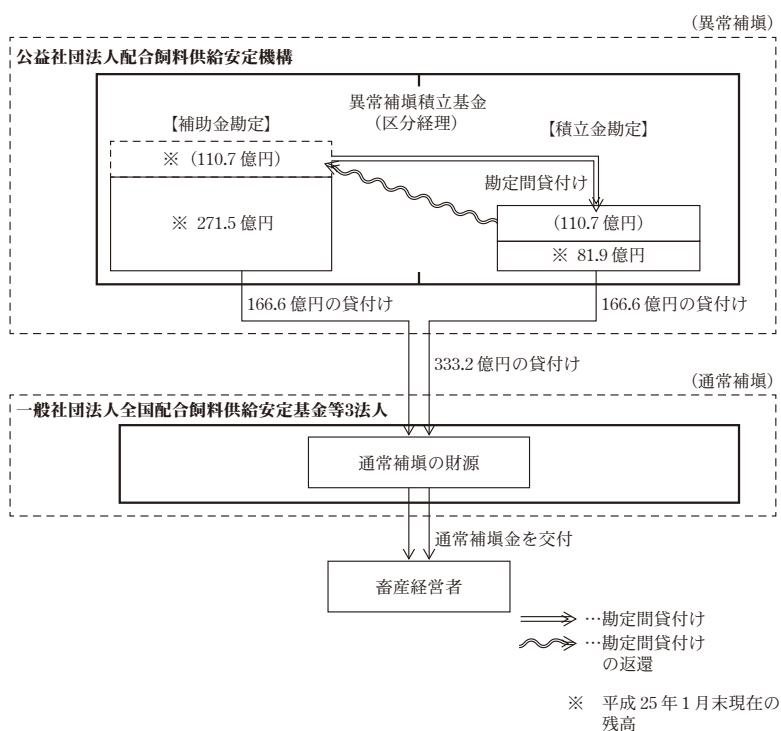 （異常補塡）
公益社団法人配合飼料供給安定機構
異常補塡積立基金
（区分経理）
【補助金勘定】
【積立金勘定】
※（110.7 億円）
勘定間貸付け
※ 271.5 億円
（110.7 億円）
※ 81.9 億円
166.6 億円の貸付け
166.6 億円の貸付け
333.2 億円の貸付け
（通常補塡）
一般社団法人全国配合飼料供給安定基金等3法人
通常補塡の財源
通常補塡金を交付
畜産経営者
…勘定間貸付け
…勘定間貸付け
の返還
※ 平成 25 年 1 月末現在の
残高